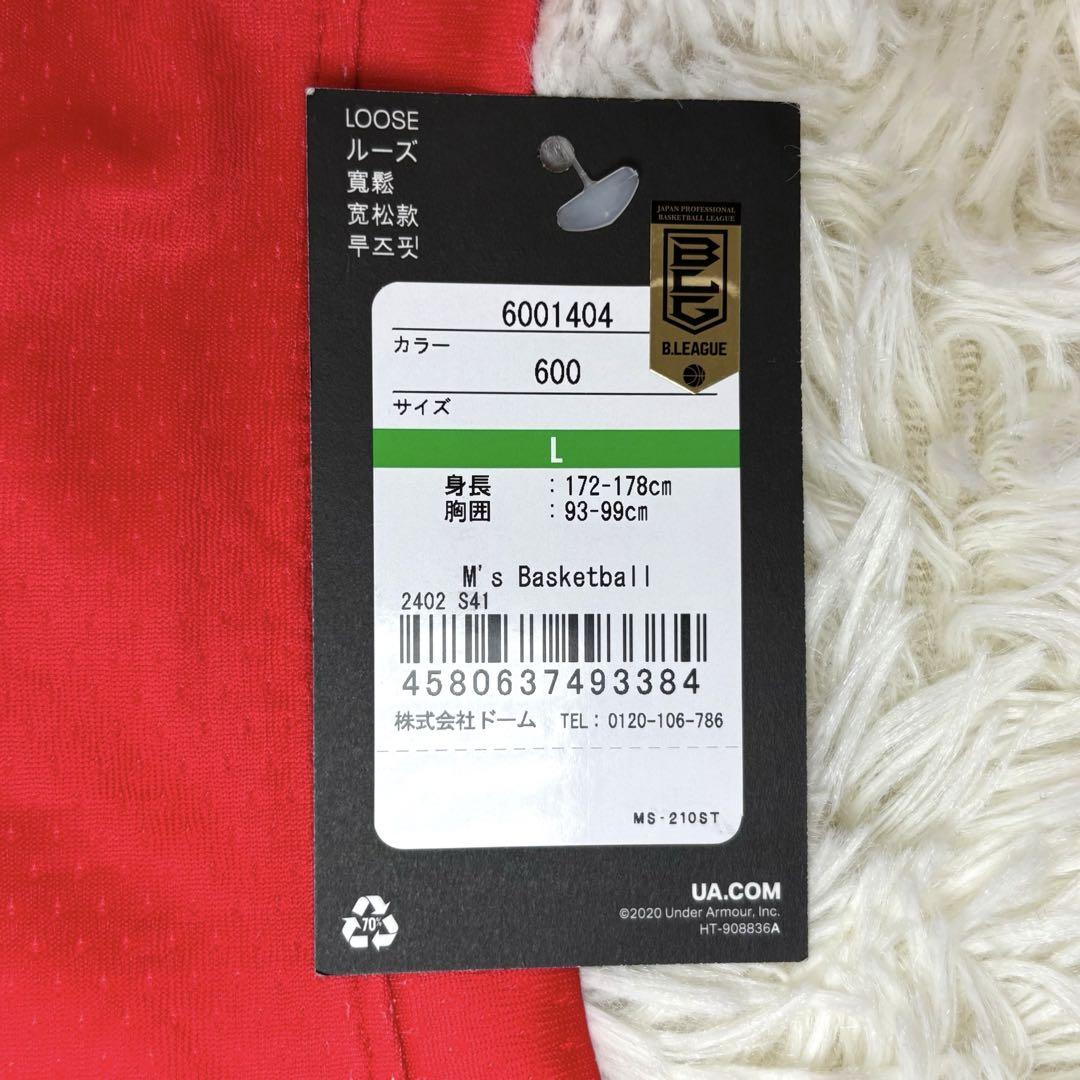 LOOSE
ルーズ
寬鬆
宽松款
루즈핏
JAPAN PROFESSIONAL
BASKETBALL LEAGUE
BLG
B.LEAGUE
6001404
カラー
600
サイズ
L
身長 : 172-178cm
胸囲 : 93-99cm
M's Basketball
2402 S41
4580637493384
株式会社ドーム TEL: 0120-106-786
MS-210ST
70%
UA.COM
©2020 Under Armour, Inc.
HT-908836A